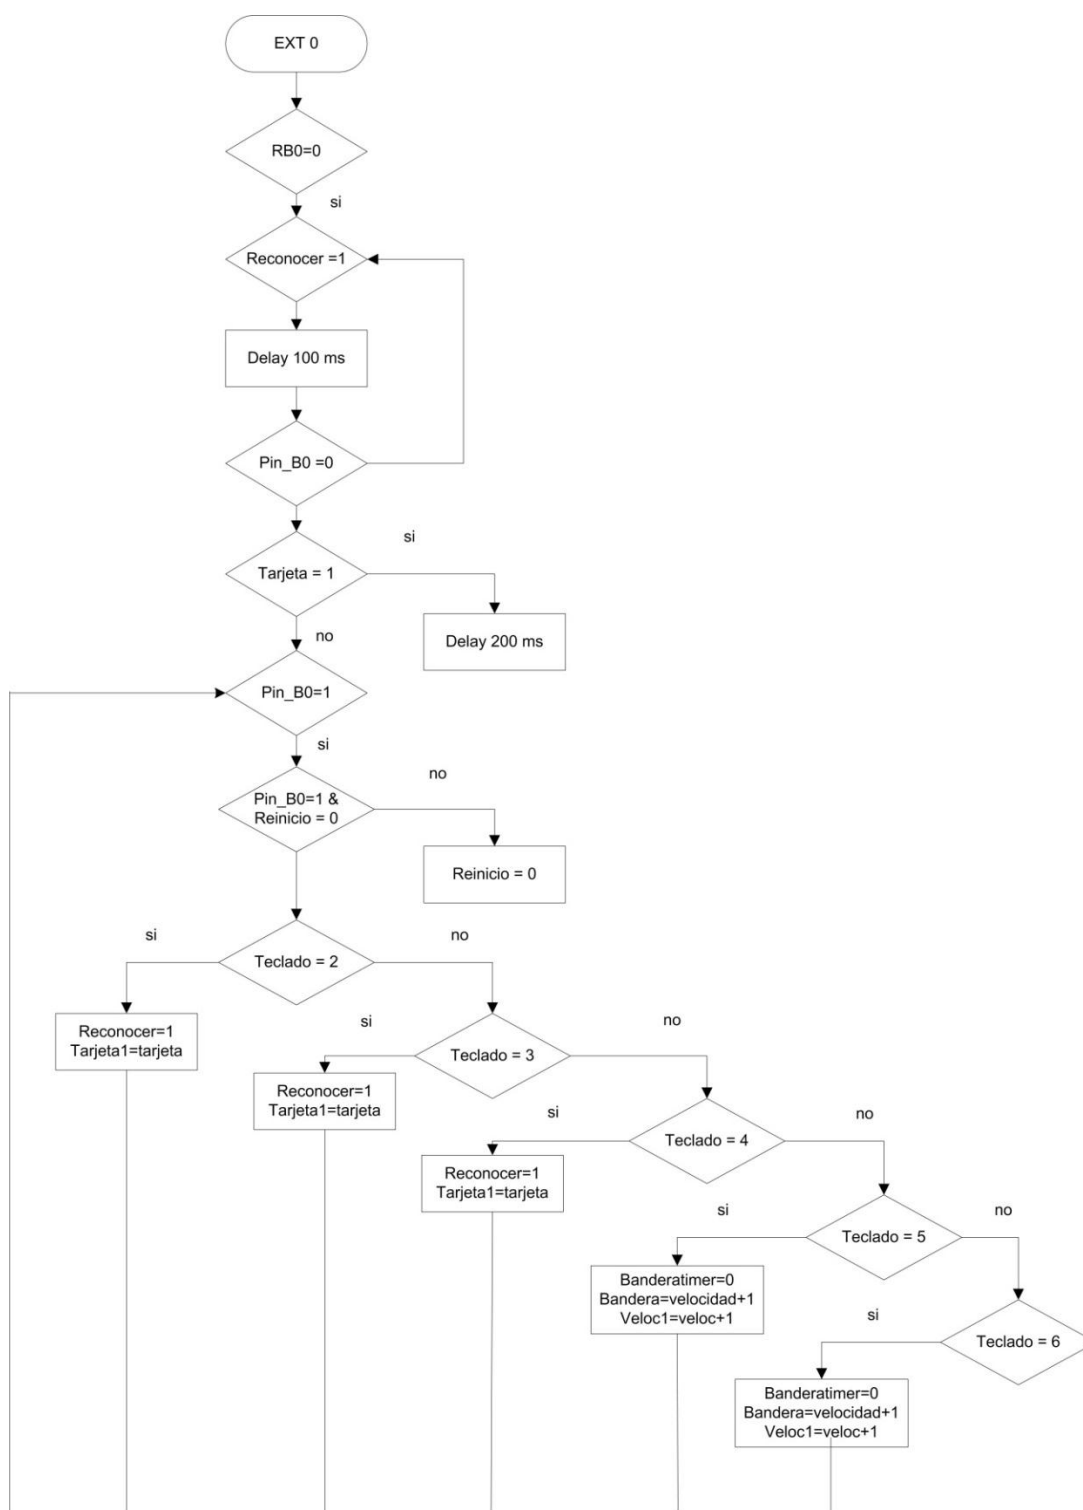 EXT 0
RB0=0
si
Reconocer =1
Delay 100 ms
Pin_B0 =0
si
Tarjeta = 1
Delay 200 ms
no
Pin_B0=1
si
no
Pin_B0=1 &
Reinicio = 0
Reinicio = 0
si
no
Teclado = 2
Reconocer=1
Tarjeta1=tarjeta
si
no
Teclado = 3
Reconocer=1
Tarjeta1=tarjeta
si
no
Teclado = 4
Reconocer=1
Tarjeta1=tarjeta
si
no
Teclado = 5
Banderatimer=0
Bandera=velocidad+1
Veloc1=veloc+1
si
Teclado = 6
Banderatimer=0
Bandera=velocidad+1
Veloc1=veloc+1